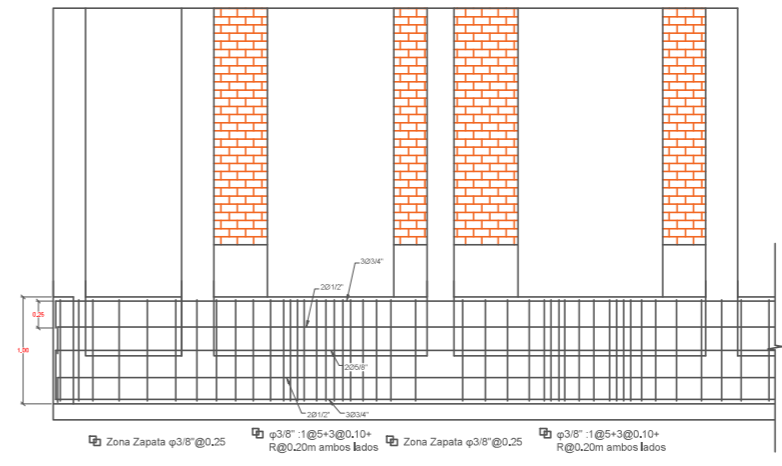 3Ø3/4"
2Ø1/2"
0,25
1,00
2Ø5/8"
2Ø1/2"
3Ø3/4"
Zona Zapata φ3/8"@0.25
φ3/8" :1@5+3@0.10+
R@0.20m ambos lados
Zona Zapata φ3/8"@0.25
φ3/8" :1@5+3@0.10+
R@0.20m ambos lados